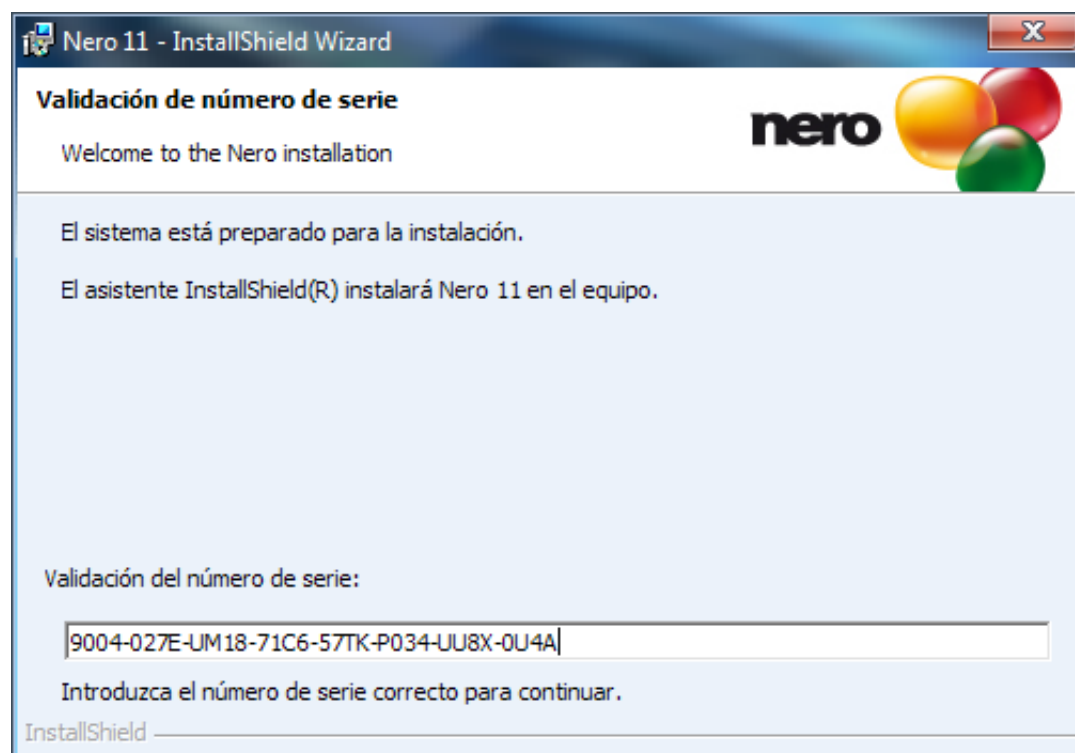 Nero 11 - InstallShield Wizard
Validación de número de serie
nero
Welcome to the Nero installation
El sistema está preparado para la instalación.
El asistente InstallShield(R) instalará Nero 11 en el equipo.
Validación del número de serie:
9004-027E-UM18-71C6-57TK-P034-UU8X-0U4A
Introduzca el número de serie correcto para continuar.
InstallShield